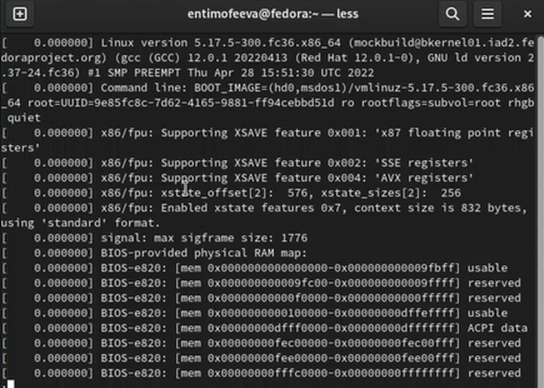 entimofeeva@fedora:~ — less
[    0.000000] Linux version 5.17.5-300.fc36.x86_64 (mockbuild@bkernel01.iad2.fe
doraproject.org) (gcc (GCC) 12.0.1 20220413 (Red Hat 12.0.1-0), GNU ld version 2
.37-24.fc36) #1 SMP PREEMPT Thu Apr 28 15:51:30 UTC 2022
[    0.000000] Command line: BOOT_IMAGE=(hd0,msdos1)/vmlinuz-5.17.5-300.fc36.x86
_64 root=UUID=9e85fc8c-7d62-4165-9881-ff94cebbd51d ro rootflags=subvol=root rhgb
 quiet
[    0.000000] x86/fpu: Supporting XSAVE feature 0x001: 'x87 floating point regi
sters'
[    0.000000] x86/fpu: Supporting XSAVE feature 0x002: 'SSE registers'
[    0.000000] x86/fpu: Supporting XSAVE feature 0x004: 'AVX registers'
[    0.000000] x86/fpu: xstate_offset[2]:  576, xstate_sizes[2]:  256
[    0.000000] x86/fpu: Enabled xstate features 0x7, context size is 832 bytes,
using 'standard' format.
[    0.000000] signal: max sigframe size: 1776
[    0.000000] BIOS-provided physical RAM map:
[    0.000000] BIOS-e820: [mem 0x0000000000000000-0x000000000009fbff] usable
[    0.000000] BIOS-e820: [mem 0x000000000009fc00-0x000000000009ffff] reserved
[    0.000000] BIOS-e820: [mem 0x00000000000f0000-0x00000000000fffff] reserved
[    0.000000] BIOS-e820: [mem 0x0000000000100000-0x00000000dffeffff] usable
[    0.000000] BIOS-e820: [mem 0x00000000dfff0000-0x00000000dfffffff] ACPI data
[    0.000000] BIOS-e820: [mem 0x00000000fec00000-0x00000000fec00fff] reserved
[    0.000000] BIOS-e820: [mem 0x00000000fee00000-0x00000000fee00fff] reserved
[    0.000000] BIOS-e820: [mem 0x00000000fffc0000-0x00000000ffffffff] reserved
: